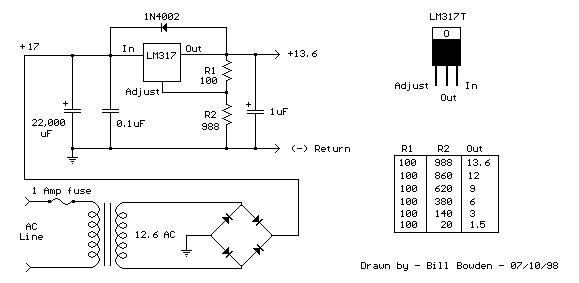 1N4002
LM317T
O
+17
In
Out
LM317
+13.6
R1
100
Adjust
Adjust
In
Out
+
+
22,000
uF
0.1uF
R2
988
1uF
(-) Return
R1 R2 Out
100 988 13.6
100 860 12
100 620 9
100 380 6
100 140 3
100 20 1.5
1 Amp fuse
AC
Line
12.6 AC
Drawn by - Bill Bowden - 07/10/98